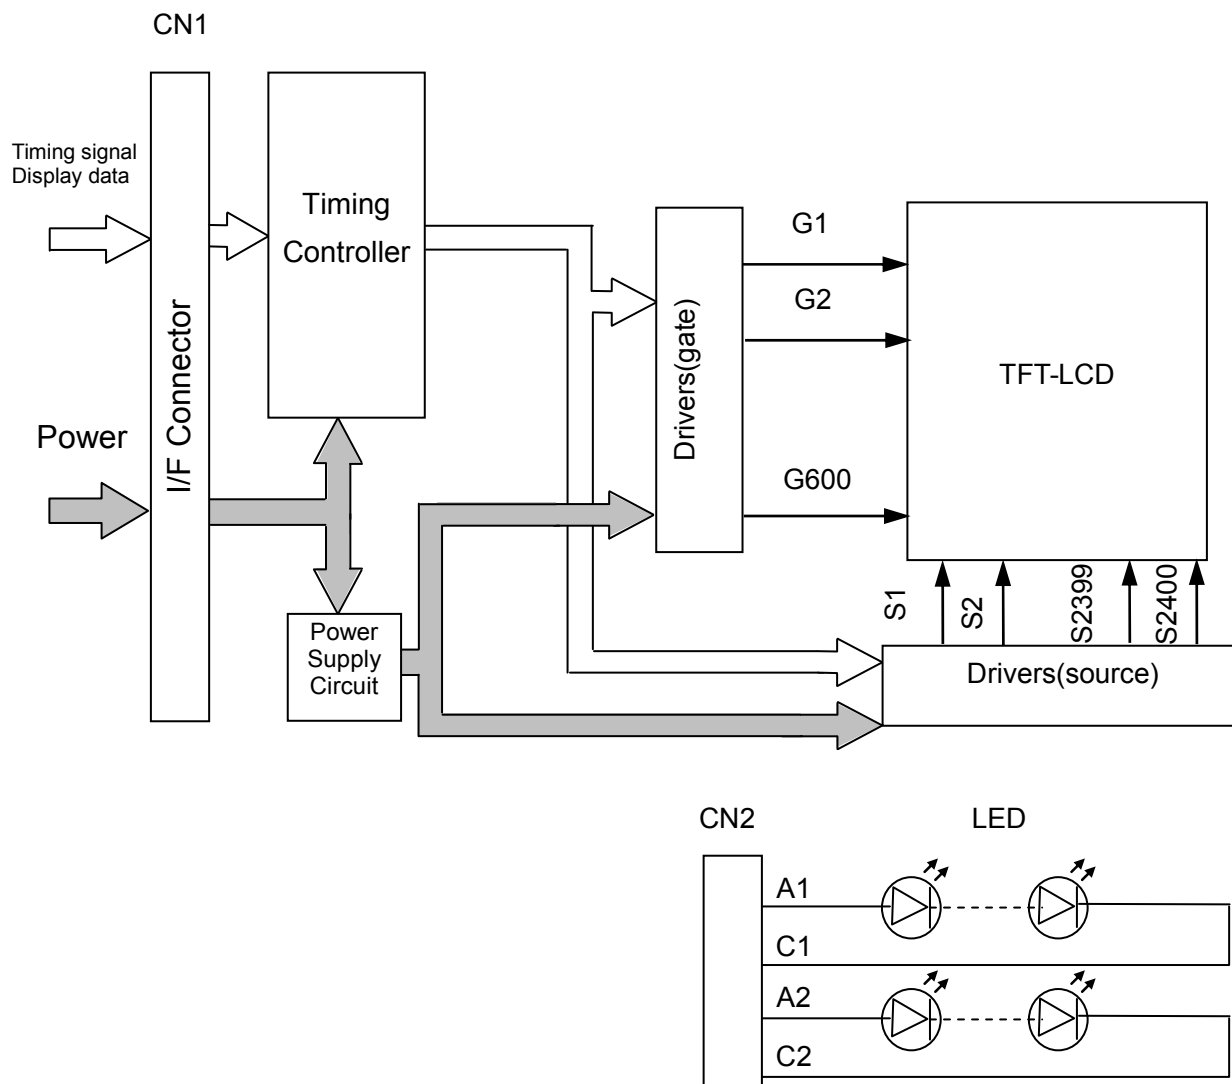 CN1
Timing signal
Display data
Timing
Controller
I/F Connector
Power
Drivers(gate)
G1
G2
G600
TFT-LCD
S1
S2
S2399
S2400
Power
Supply
Circuit
Drivers(source)
CN2
LED
A1
C1
A2
C2